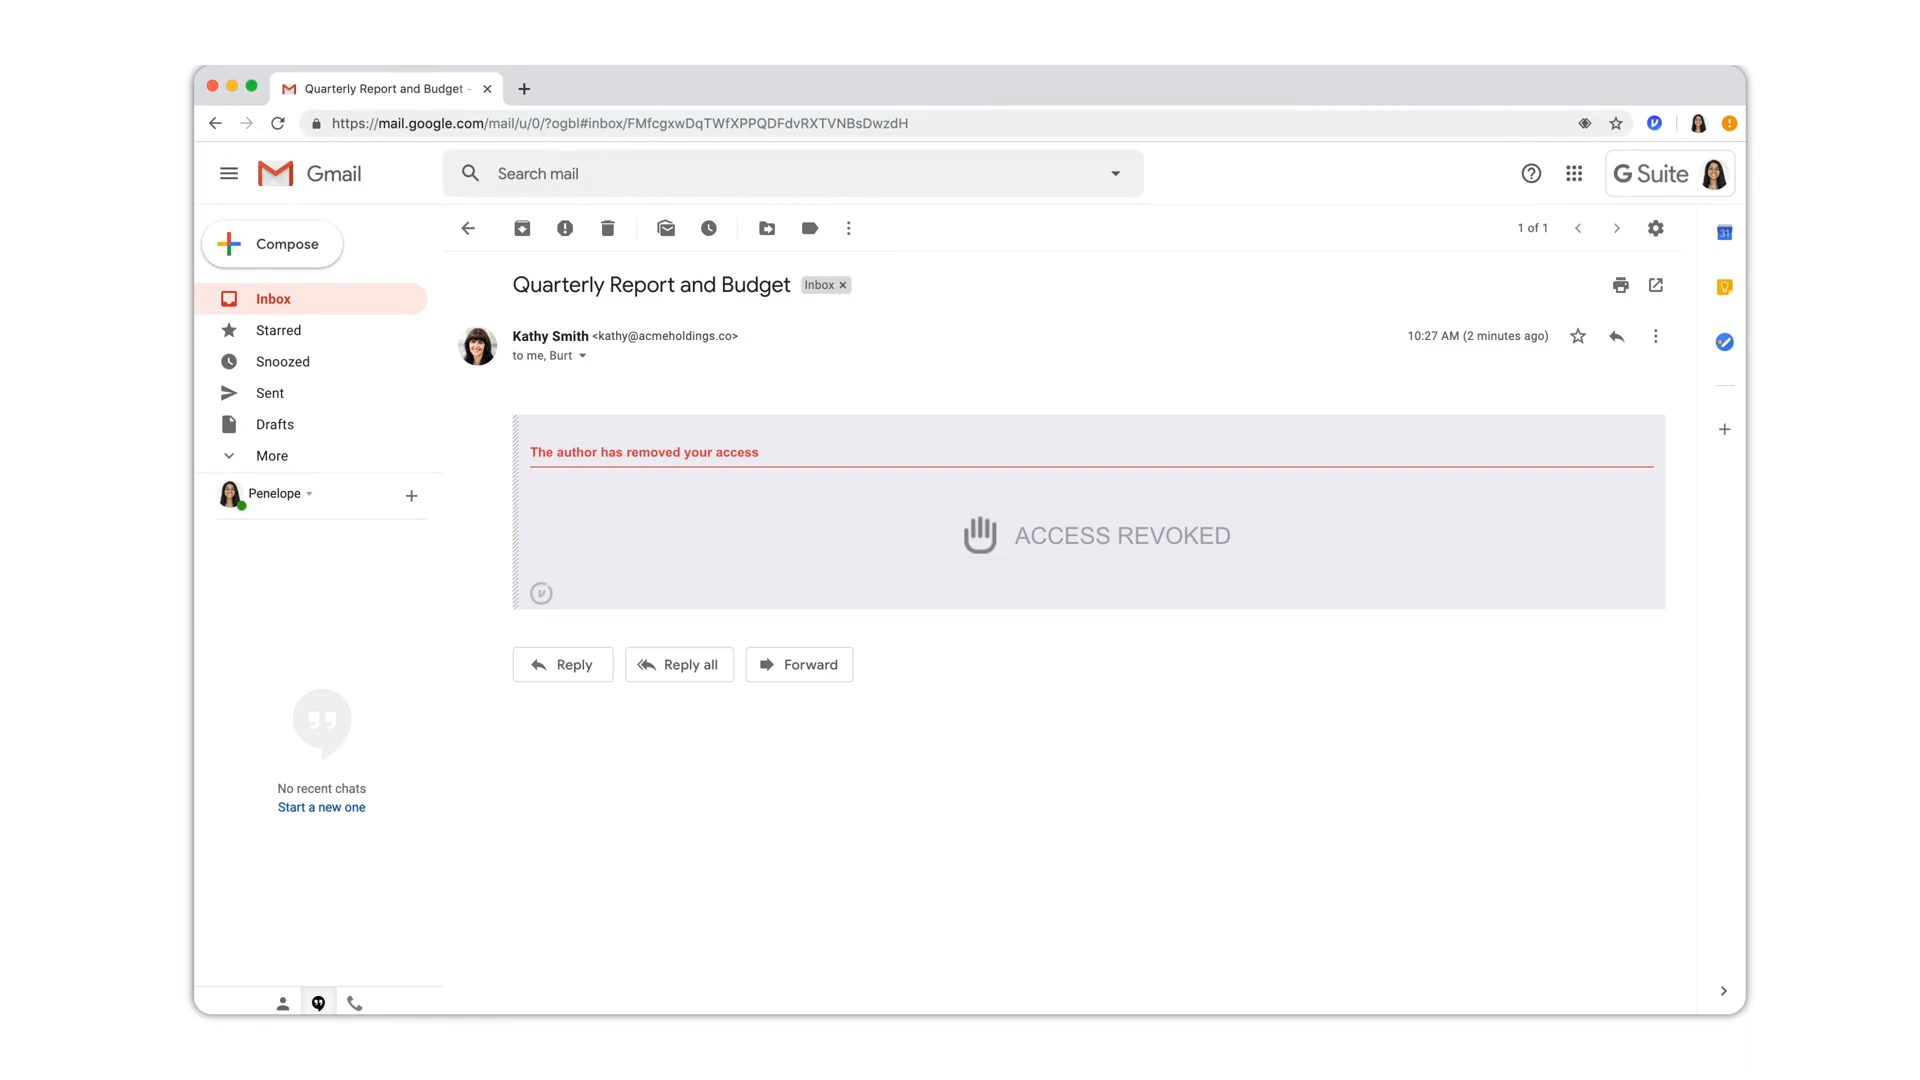 Quarterly Report and Budget -
https://mail.google.com/mail/u/0/?ogbl#inbox/FMfcgxwDqTWfXPPQDFdvRXTVNBsDwzdH
Gmail
Search mail
G Suite
Compose
1 of 1
31
Quarterly Report and Budget Inbox x
Inbox
Starred
Snoozed
Sent
Drafts
More
Penelope
Kathy Smith <kathy@acmeholdings.co>
10:27 AM (2 minutes ago)
to me, Burt
The author has removed your access
ACCESS REVOKED
Reply
Reply all
Forward
No recent chats
Start a new one